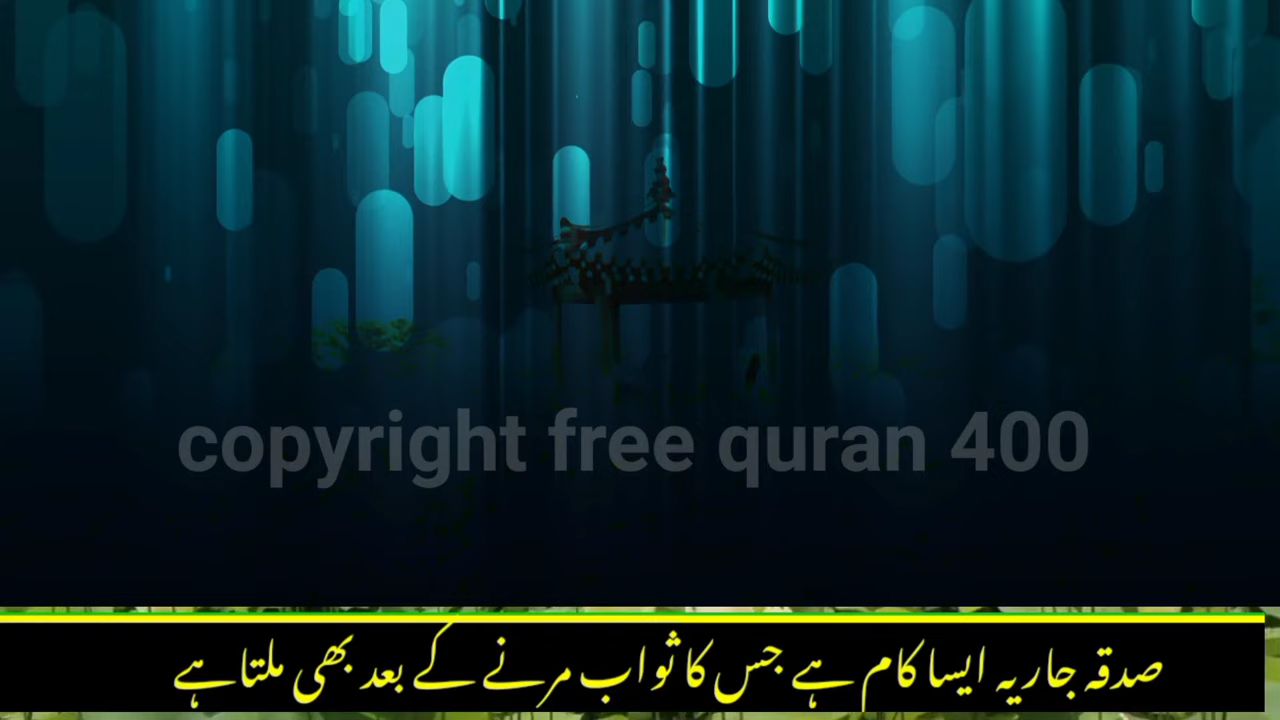 copyright free quran 400
صدقہ جاریہ ایسا کام ہے جس کا ثواب مرنے کے بعد بھی ملتا ہے